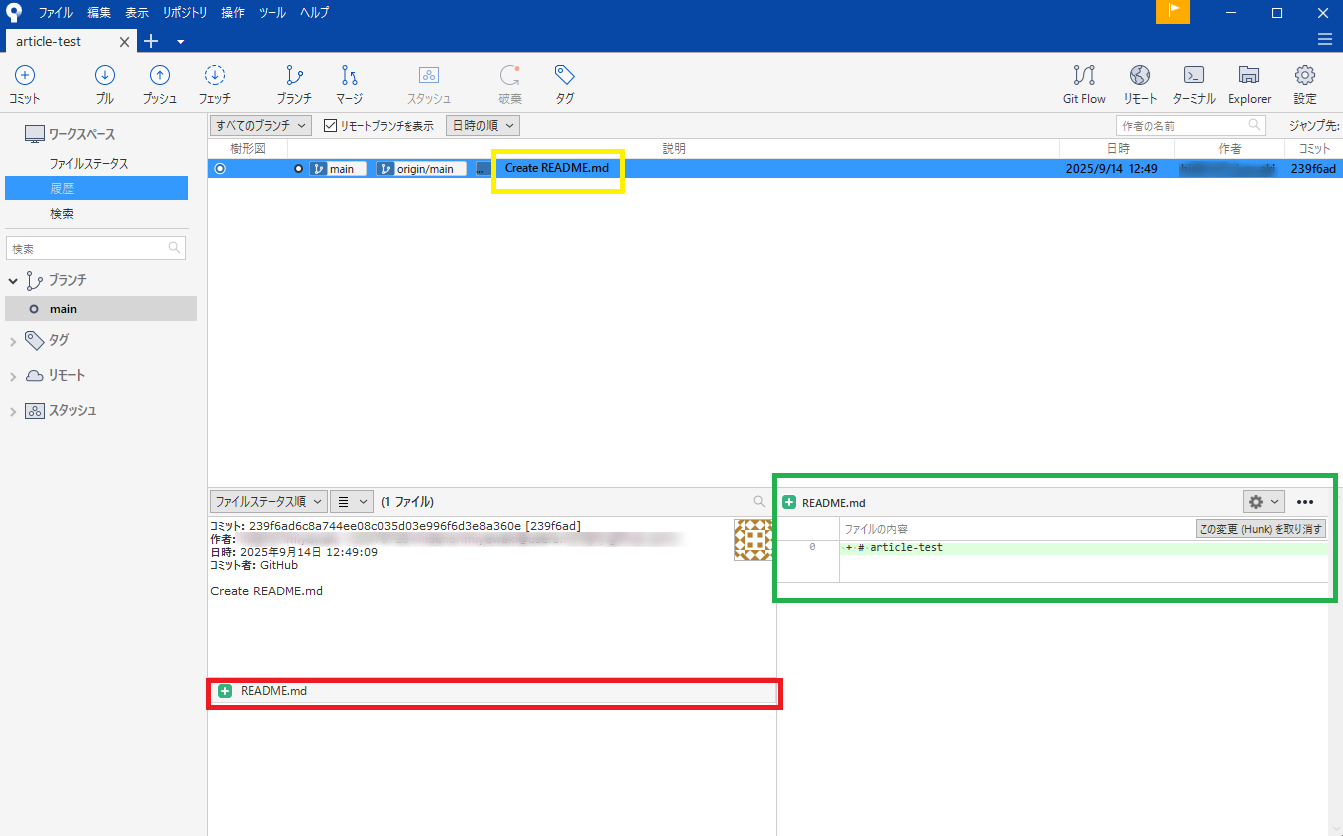 ファイル 編集 表示 リポジトリ 操作 ツール ヘルプ
article-test
コミット プル プッシュ フェッチ ブランチ マージ スタッシュ 破棄 タグ Git Flow リモート ターミナル Explorer 設定
ワークスペース
ファイルステータス
履歴
検索
検索
ブランチ
main
タグ
リモート
スタッシュ
すべてのブランチ リモートブランチを表示 日時の順 作者の名前 ジャンプ先:
樹形図 説明 日時 作者 コミット
main origin/main ... Create README.md 2025/9/14 12:49 239f6ad
ファイルステータス順 (1 ファイル)
コミット: 239f6ad6c8a744ee08c035d03e996f6d3e8a360e [239f6ad]
作者:
日時: 2025年9月14日 12:49:09
コミット者: GitHub
Create README.md
README.md
README.md
ファイルの内容 この変更 (Hunk) を取り消す
0 + # article-test